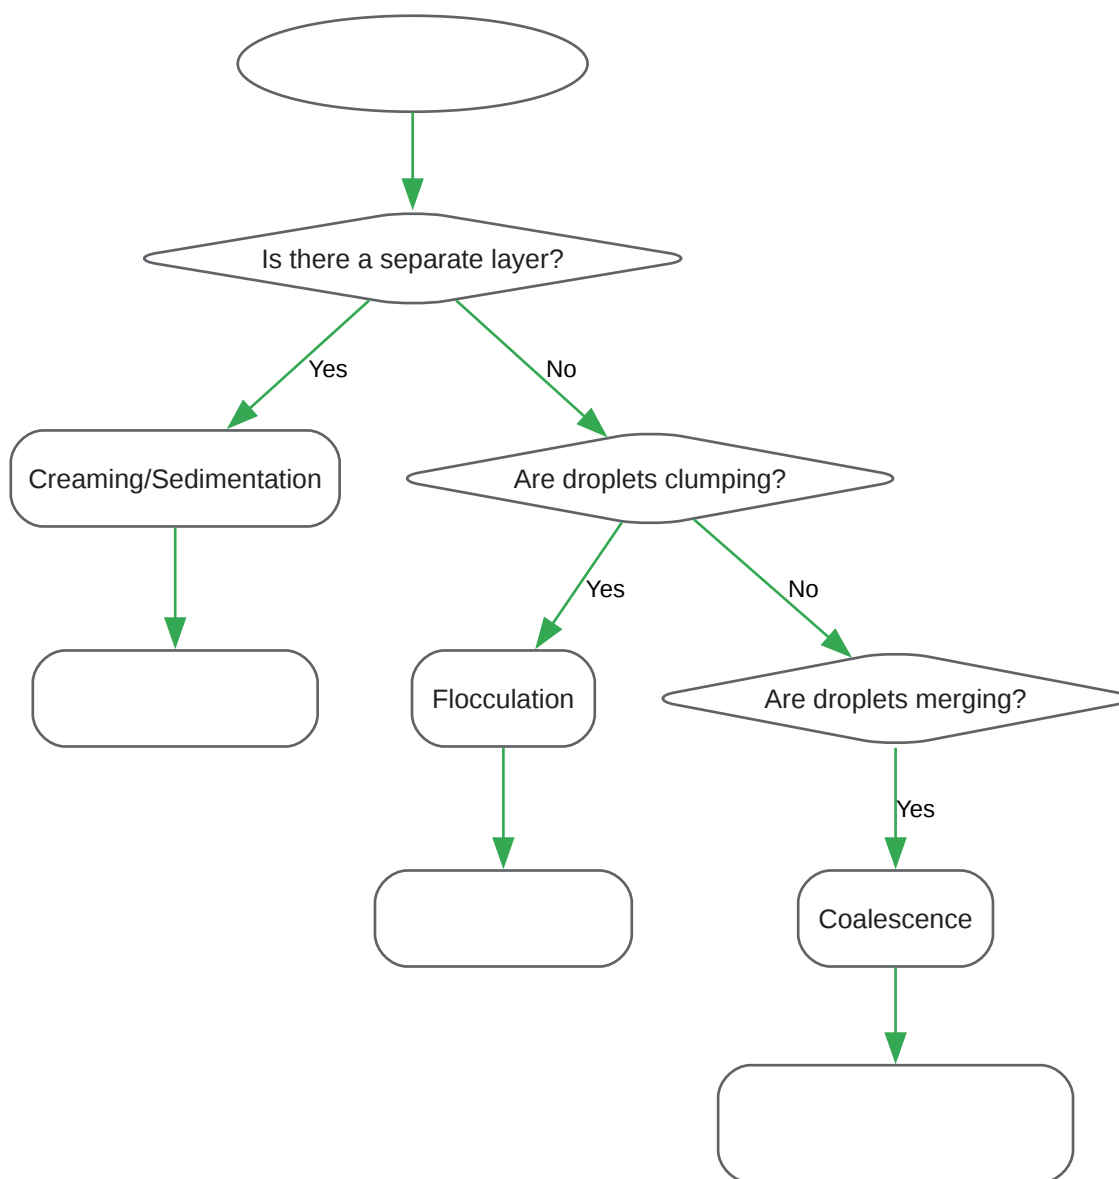 Is there a separate layer?
Yes
No
Creaming/Sedimentation
Are droplets clumping?
Yes
No
Flocculation
Are droplets merging?
Yes
Coalescence